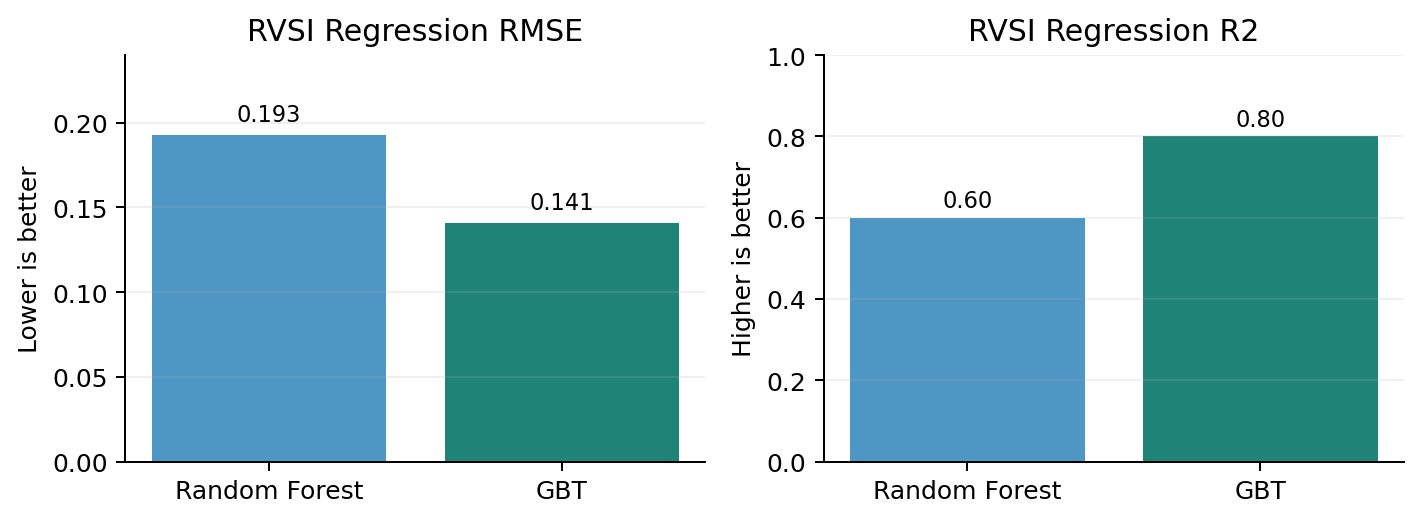 RVSI Regression RMSE
Lower is better
0.20
0.15
0.10
0.05
0.00
0.193
0.141
Random Forest
GBT
RVSI Regression R2
Higher is better
1.0
0.8
0.6
0.4
0.2
0.0
0.60
0.80
Random Forest
GBT